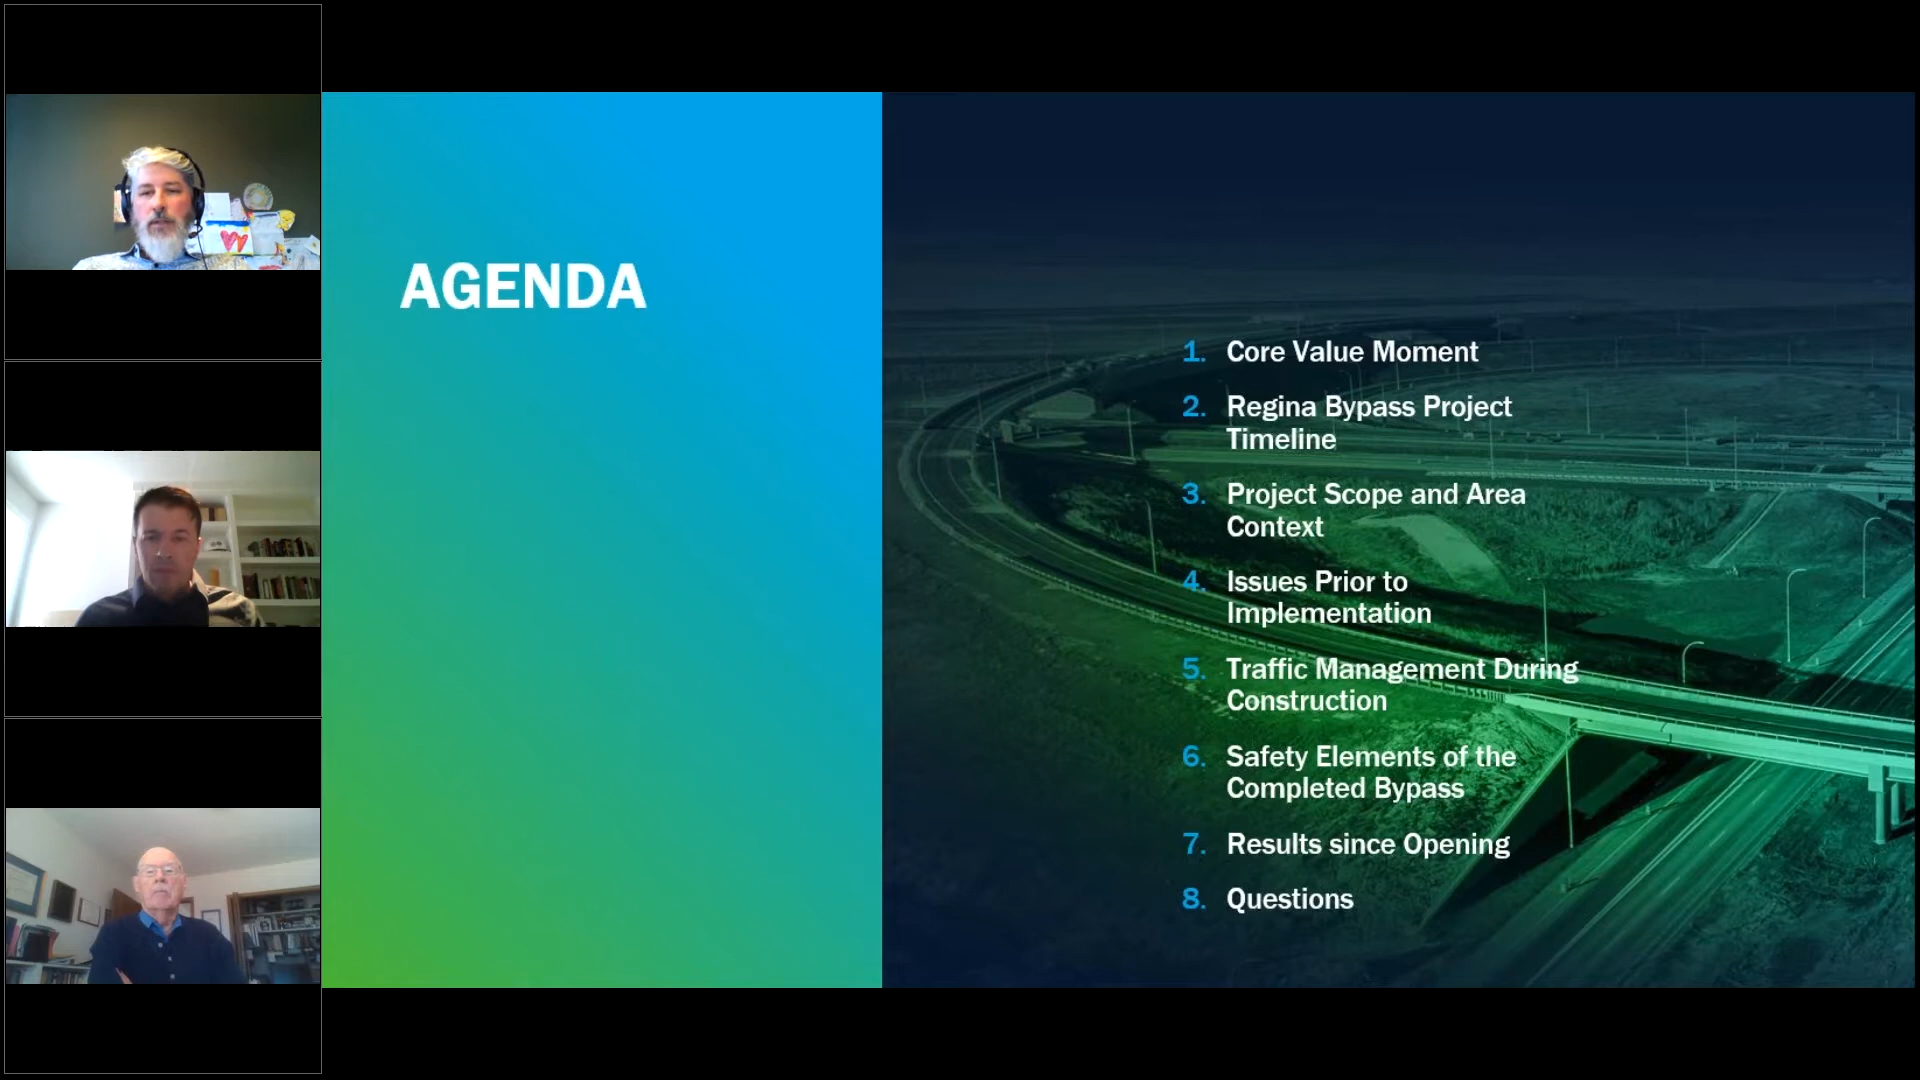 AGENDA
1. Core Value Moment
2. Regina Bypass Project
Timeline
3. Project Scope and Area
Context
4. Issues Prior to
Implementation
5. Traffic Management During
Construction
6. Safety Elements of the
Completed Bypass
7. Results since Opening
8. Questions